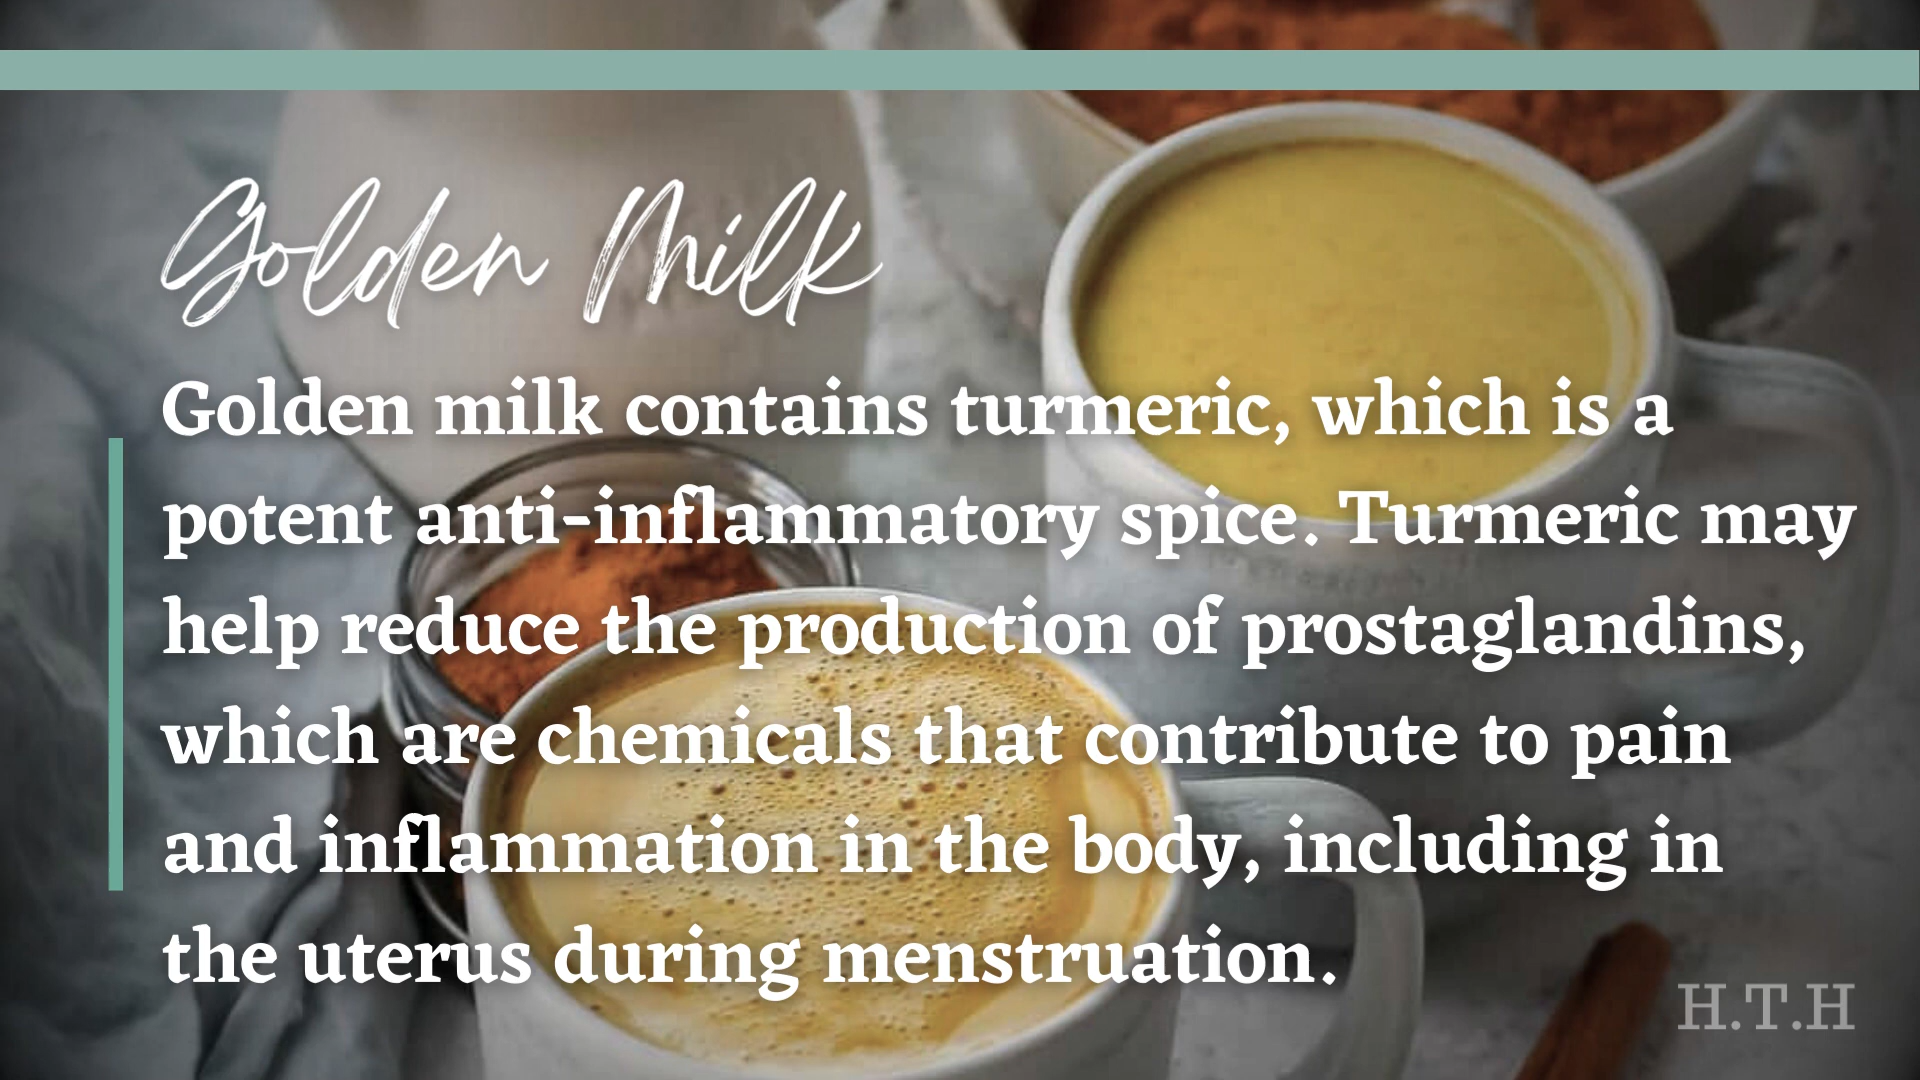 Golden Milk
Golden milk contains turmeric, which is a
potent anti-inflammatory spice. Turmeric may
help reduce the production of prostaglandins,
which are chemicals that contribute to pain
and inflammation in the body, including in
the uterus during menstruation.
H.T.H